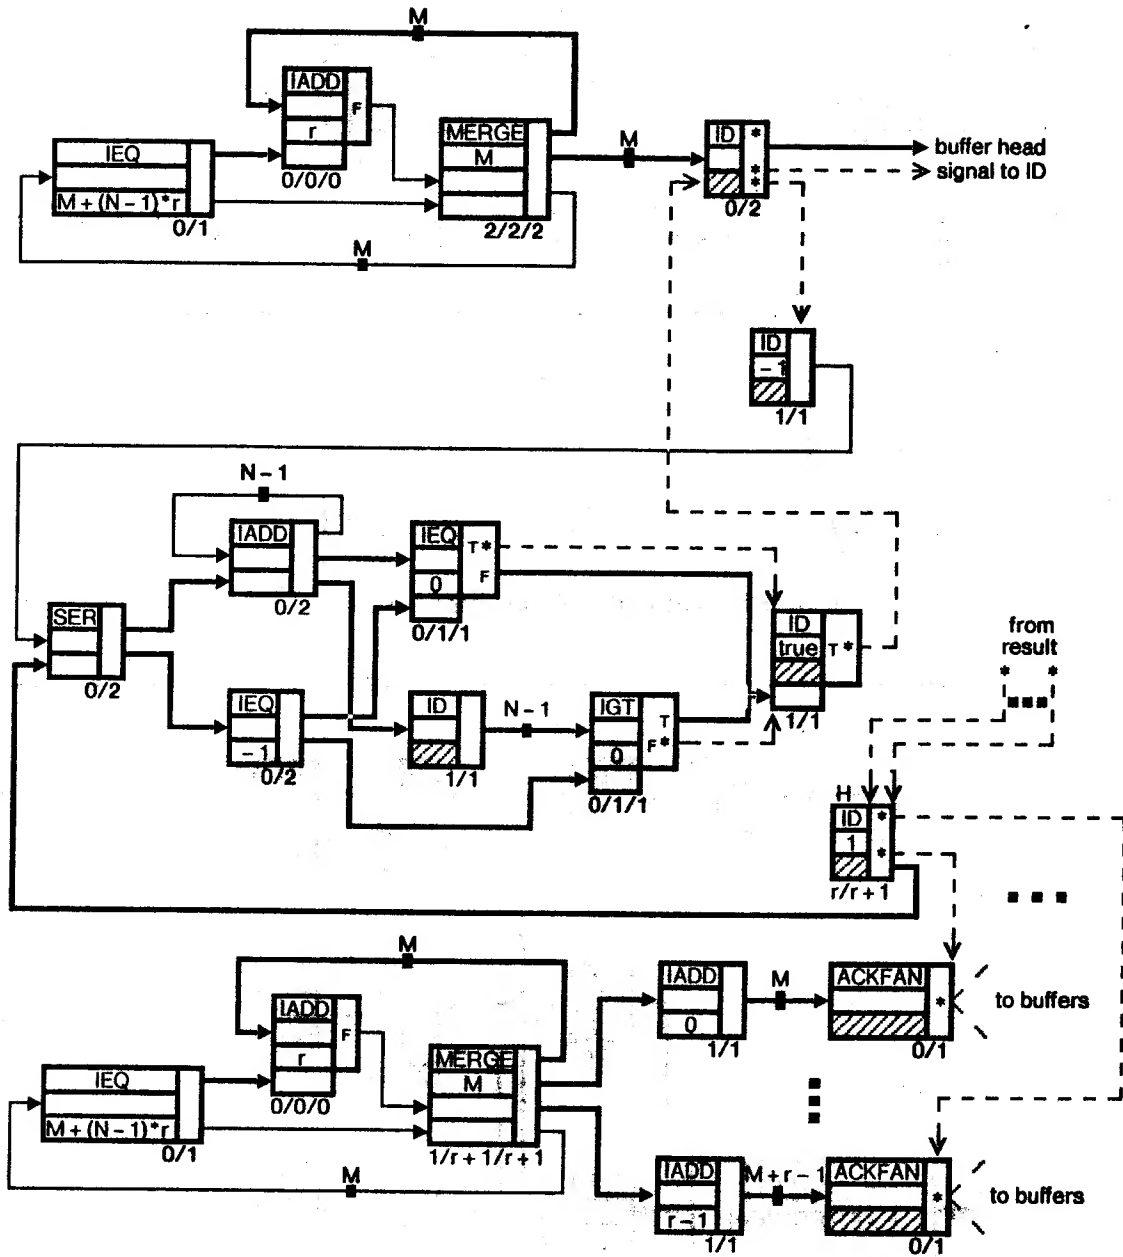 M
IADD
F
r
0/0/0
IEQ
M + (N - 1)*r
0/1
MERGE
M
2/2/2
M
M
ID
*
*
*
0/2
buffer head
signal to ID
ID
- 1
1/1
N - 1
IADD
0/2
IEQ
T *
F
0
0/1/1
SER
0/2
IEQ
- 1
0/2
ID
1/1
N - 1
IGT
T
F *
0
0/1/1
ID
true
T *
1/1
from
result
* *
H
ID
*
1
*
r/r + 1
M
IADD
F
r
0/0/0
IEQ
M + (N - 1)*r
0/1
MERGE
M
1/r + 1/r + 1
M
IADD
0
1/1
M
ACKFAN
*
0/1
to buffers
IADD
r - 1
1/1
M + r - 1
ACKFAN
*
0/1
to buffers